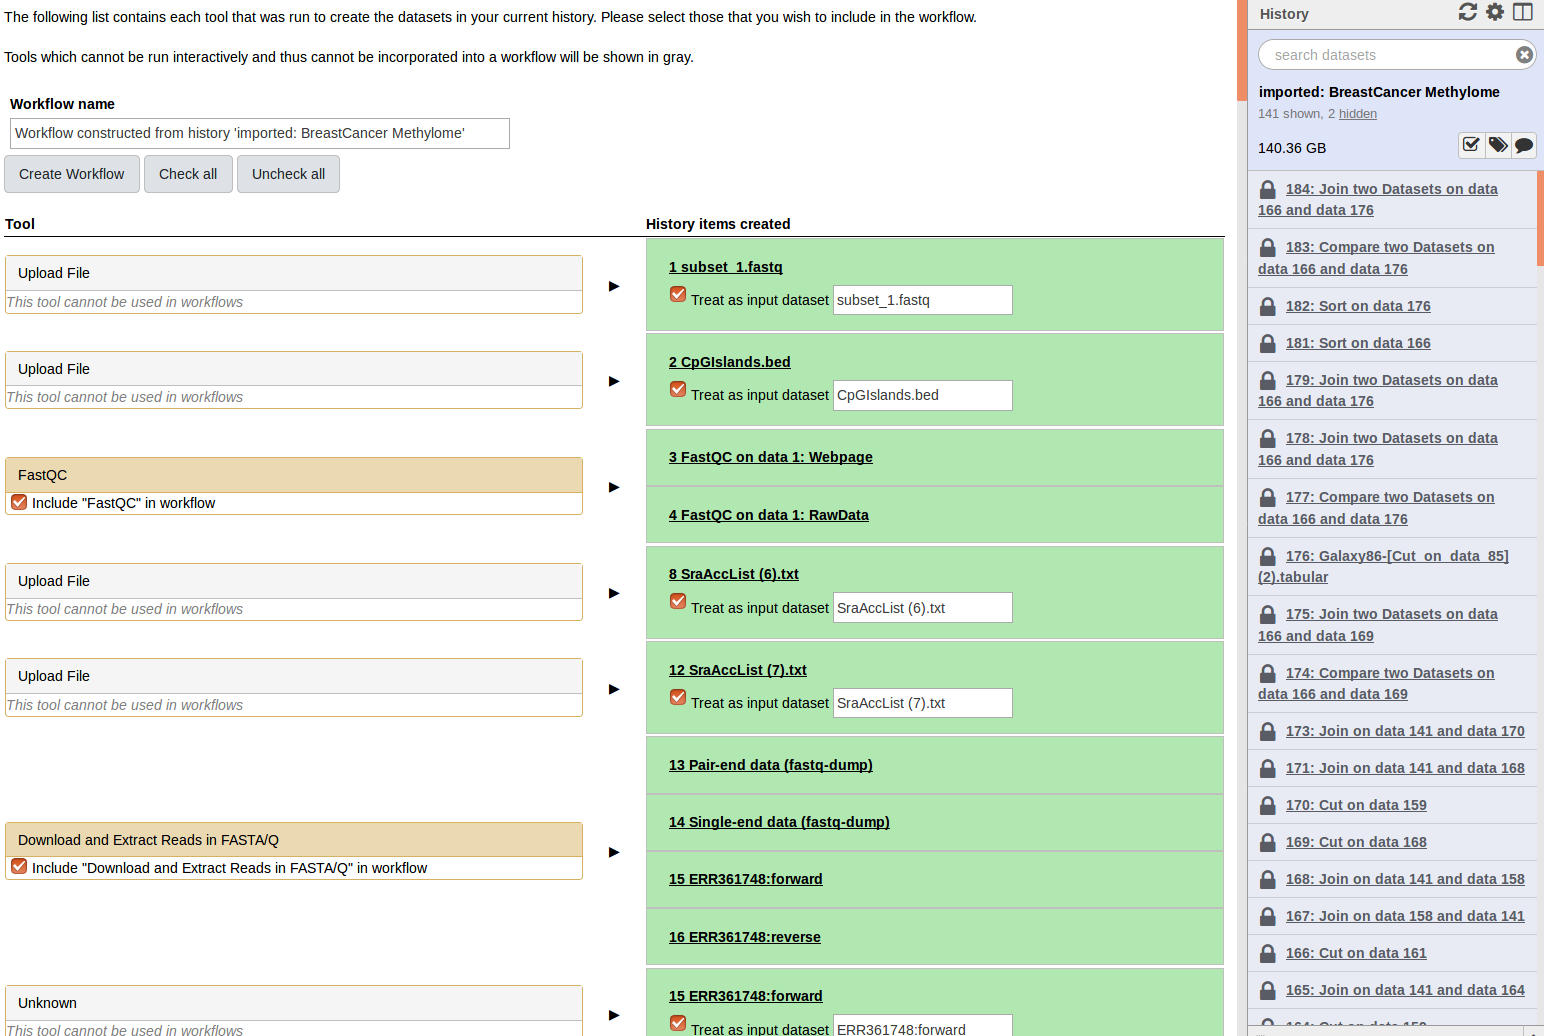 The following list contains each tool that was run to create the datasets in your current history. Please select those that you wish to include in the workflow.
Tools which cannot be run interactively and thus cannot be incorporated into a workflow will be shown in gray.
Workflow name
Workflow constructed from history 'imported: BreastCancer Methylome'
Create Workflow
Check all
Uncheck all
Tool
History items created
Upload File
This tool cannot be used in workflows
1 subset_1.fastq
Treat as input dataset
subset_1.fastq
Upload File
This tool cannot be used in workflows
2 CpGIslands.bed
Treat as input dataset
CpGIslands.bed
FastQC
Include "FastQC" in workflow
3 FastQC on data 1: Webpage
4 FastQC on data 1: RawData
Upload File
This tool cannot be used in workflows
8 SraAccList (6).txt
Treat as input dataset
SraAccList (6).txt
Upload File
This tool cannot be used in workflows
12 SraAccList (7).txt
Treat as input dataset
SraAccList (7).txt
Download and Extract Reads in FASTA/Q
Include "Download and Extract Reads in FASTA/Q" in workflow
13 Pair-end data (fastq-dump)
14 Single-end data (fastq-dump)
15 ERR361748:forward
16 ERR361748:reverse
Unknown
This tool cannot be used in workflows
15 ERR361748:forward
Treat as input dataset
ERR361748:forward
History
search datasets
imported: BreastCancer Methylome
141 shown, 2 hidden
140.36 GB
184: Join two Datasets on data
166 and data 176
183: Compare two Datasets on
data 166 and data 176
182: Sort on data 176
181: Sort on data 166
179: Join two Datasets on data
166 and data 176
178: Join two Datasets on data
166 and data 176
177: Compare two Datasets on
data 166 and data 176
176: Galaxy86-[Cut_on_data_85]
(2).tabular
175: Join two Datasets on data
166 and data 169
174: Compare two Datasets on
data 166 and data 169
173: Join on data 141 and data 170
171: Join on data 141 and data 168
170: Cut on data 159
169: Cut on data 168
168: Join on data 141 and data 158
167: Join on data 158 and data 141
166: Cut on data 161
165: Join on data 141 and data 164